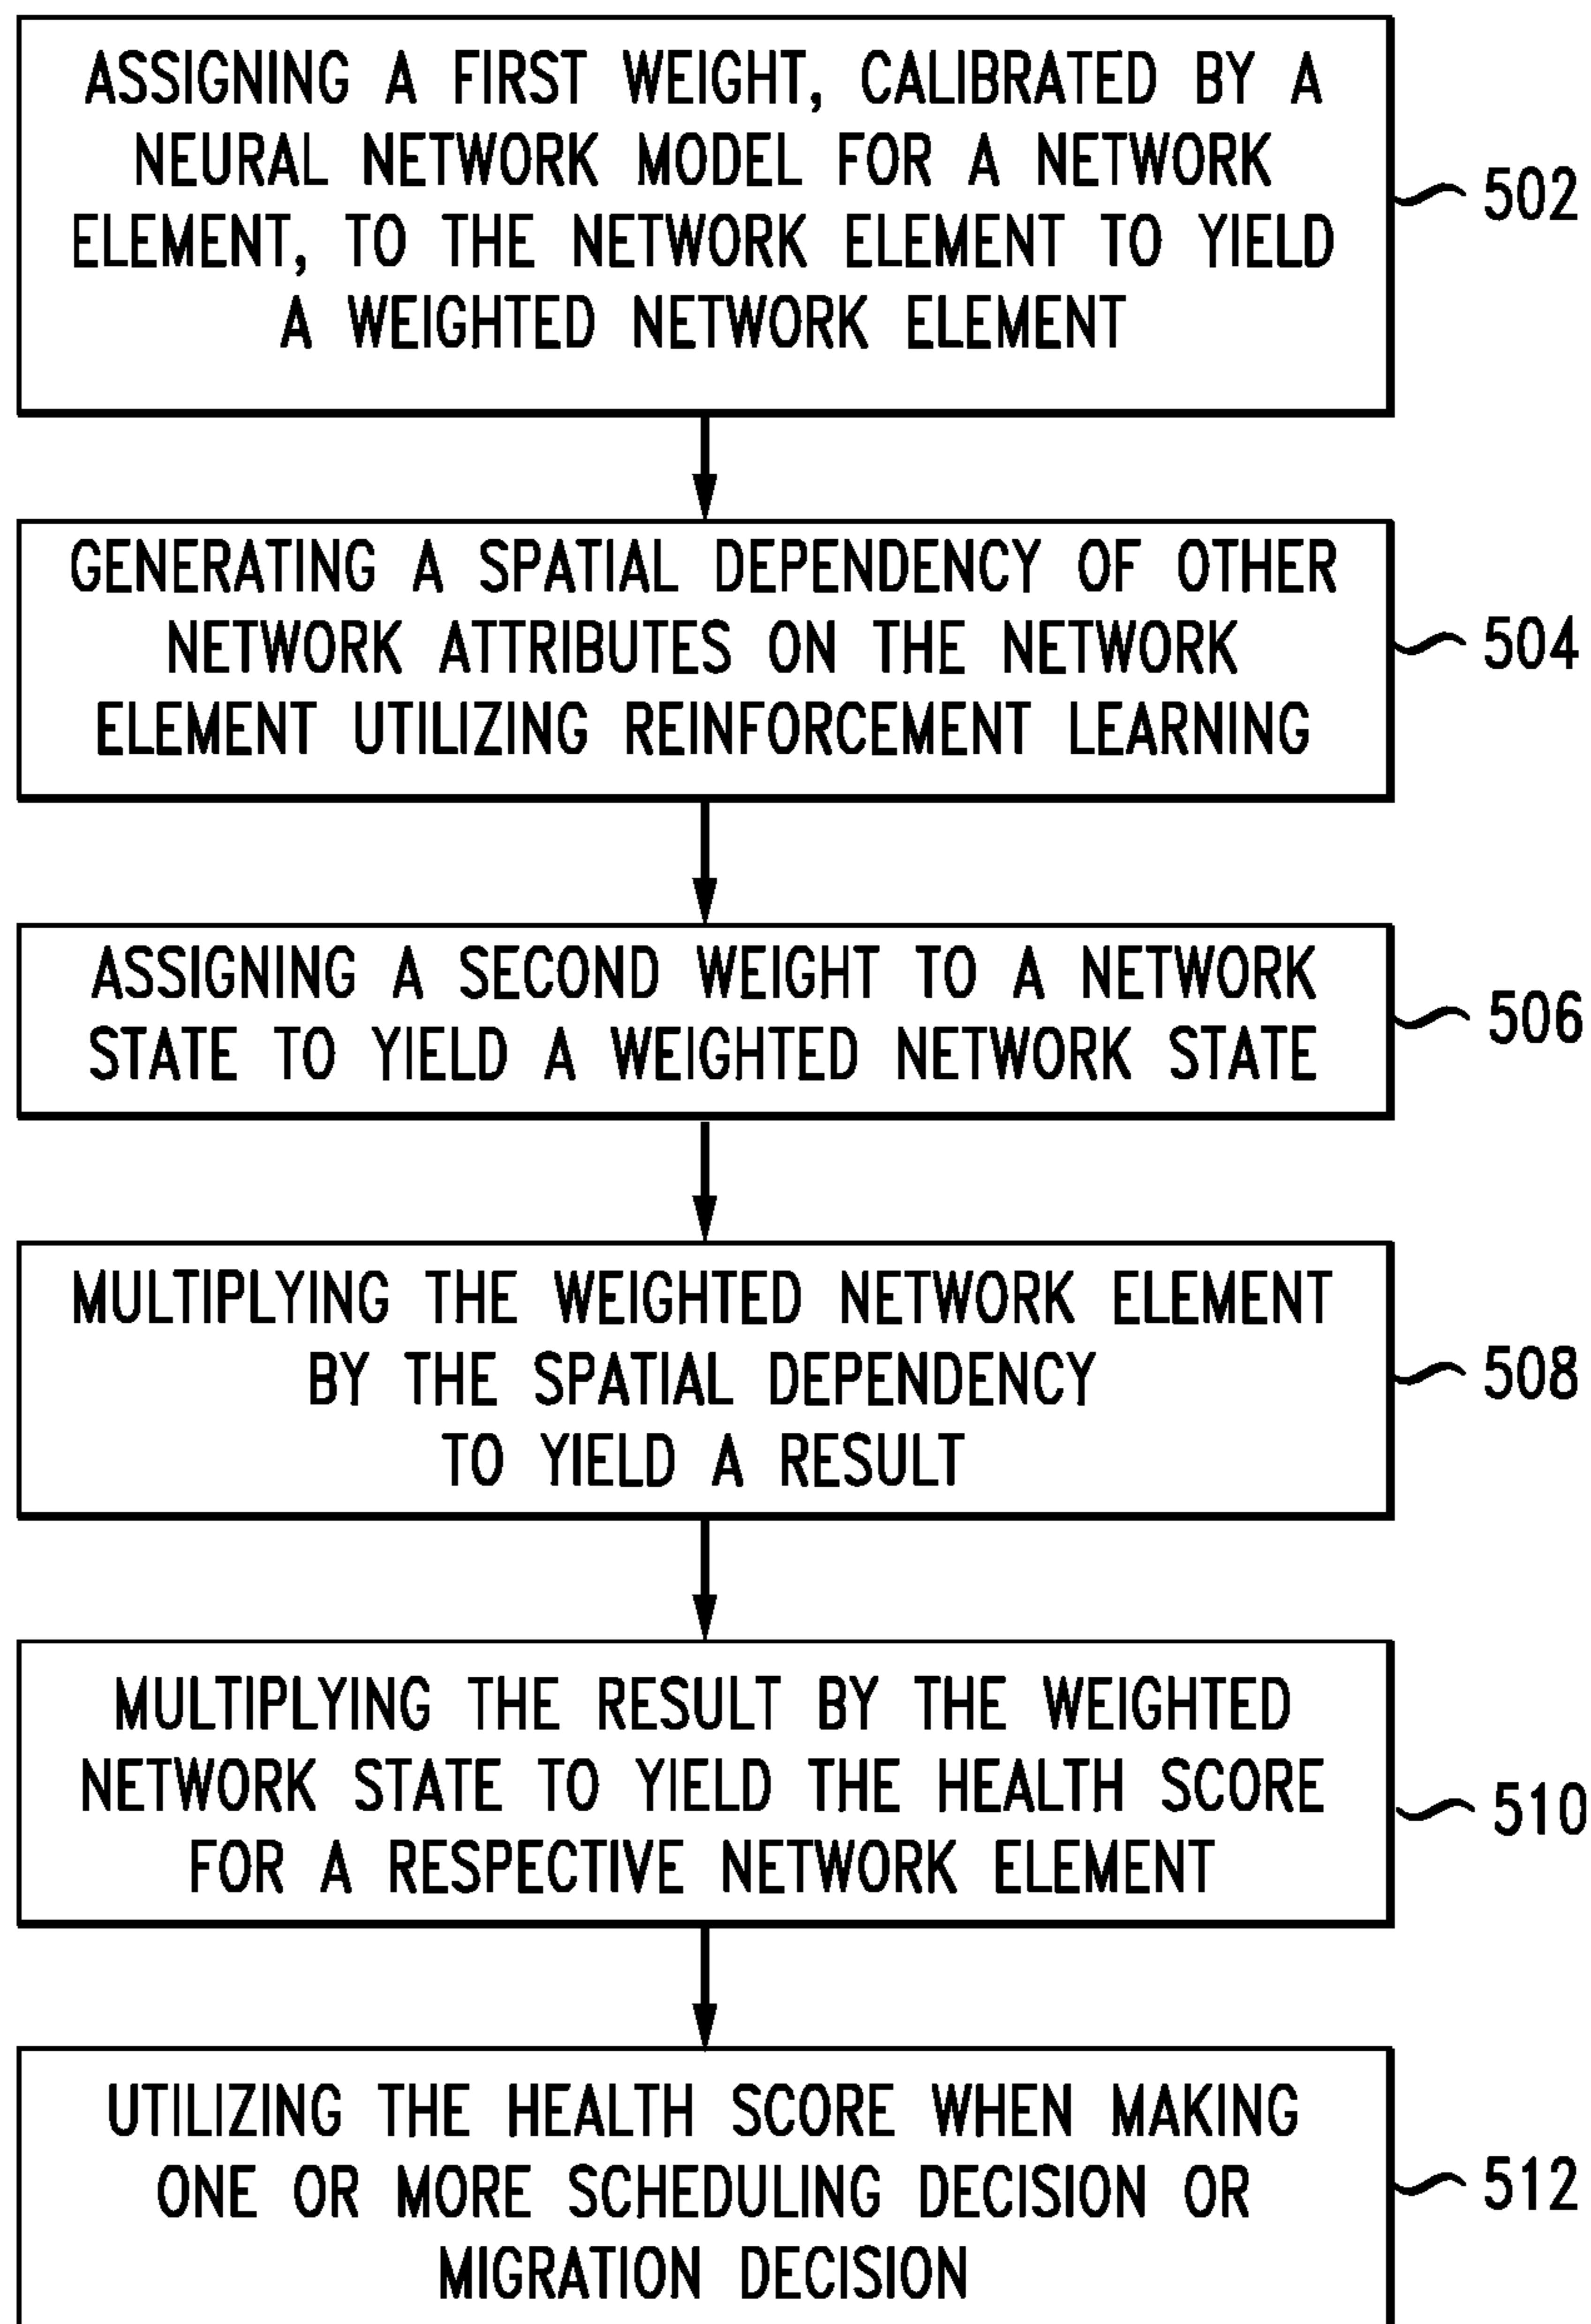 ASSIGNING A FIRST WEIGHT, CALIBRATED BY A
NEURAL NETWORK MODEL FOR A NETWORK
ELEMENT, TO THE NETWORK ELEMENT TO YIELD
A WEIGHTED NETWORK ELEMENT
502
GENERATING A SPATIAL DEPENDENCY OF OTHER
NETWORK ATTRIBUTES ON THE NETWORK
ELEMENT UTILIZING REINFORCEMENT LEARNING
504
ASSIGNING A SECOND WEIGHT TO A NETWORK
STATE TO YIELD A WEIGHTED NETWORK STATE
506
MULTIPLYING THE WEIGHTED NETWORK ELEMENT
BY THE SPATIAL DEPENDENCY
TO YIELD A RESULT
508
MULTIPLYING THE RESULT BY THE WEIGHTED
NETWORK STATE TO YIELD THE HEALTH SCORE
FOR A RESPECTIVE NETWORK ELEMENT
510
UTILIZING THE HEALTH SCORE WHEN MAKING
ONE OR MORE SCHEDULING DECISION OR
MIGRATION DECISION
512